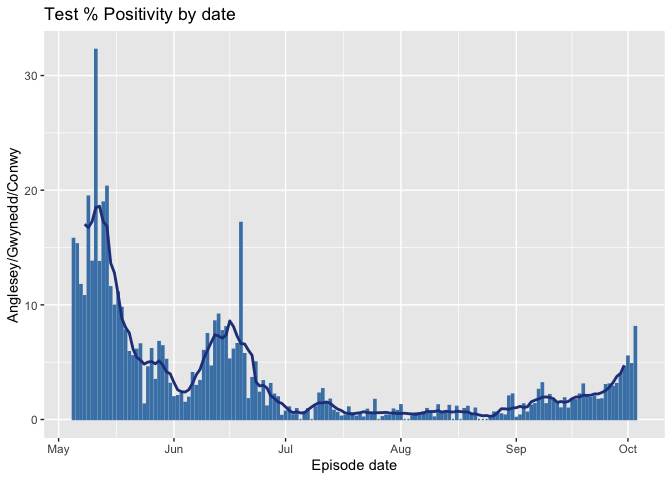 Test % Positivity by date
Anglesey/Gwynedd/Conwy
30
20
10
0
May
Jun
Jul
Aug
Sep
Oct
Episode date